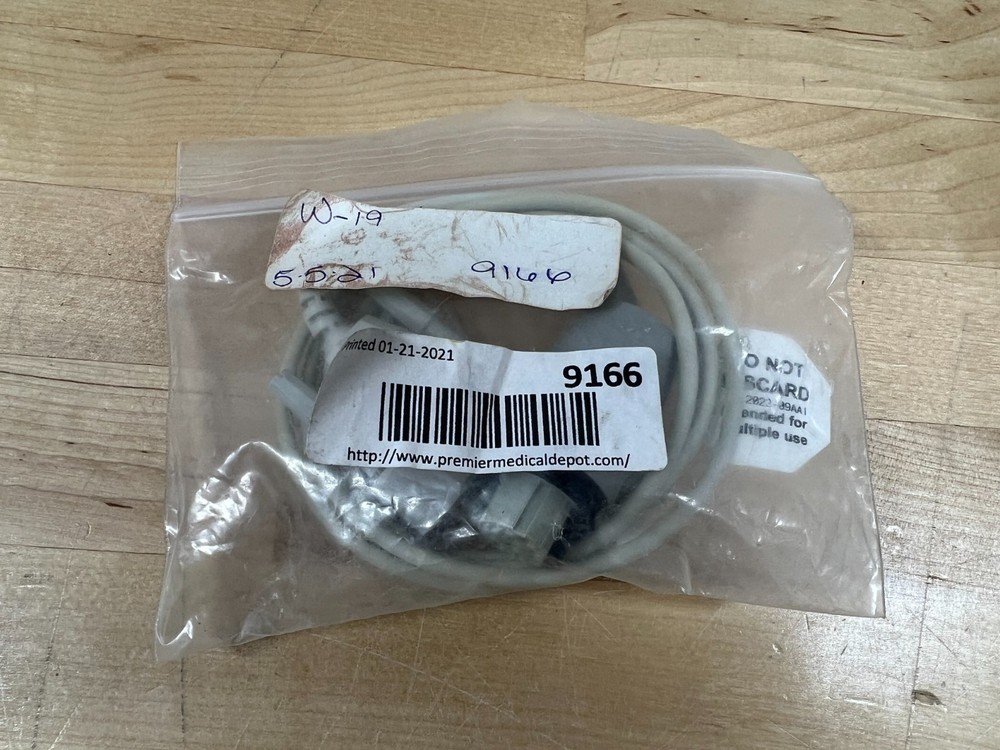 W-19
5·5·21 9166
rinted 01-21-2021
9166
http://www.premiermedicaldepot.com/
O NOT
SCARD
ended for
ultiple use